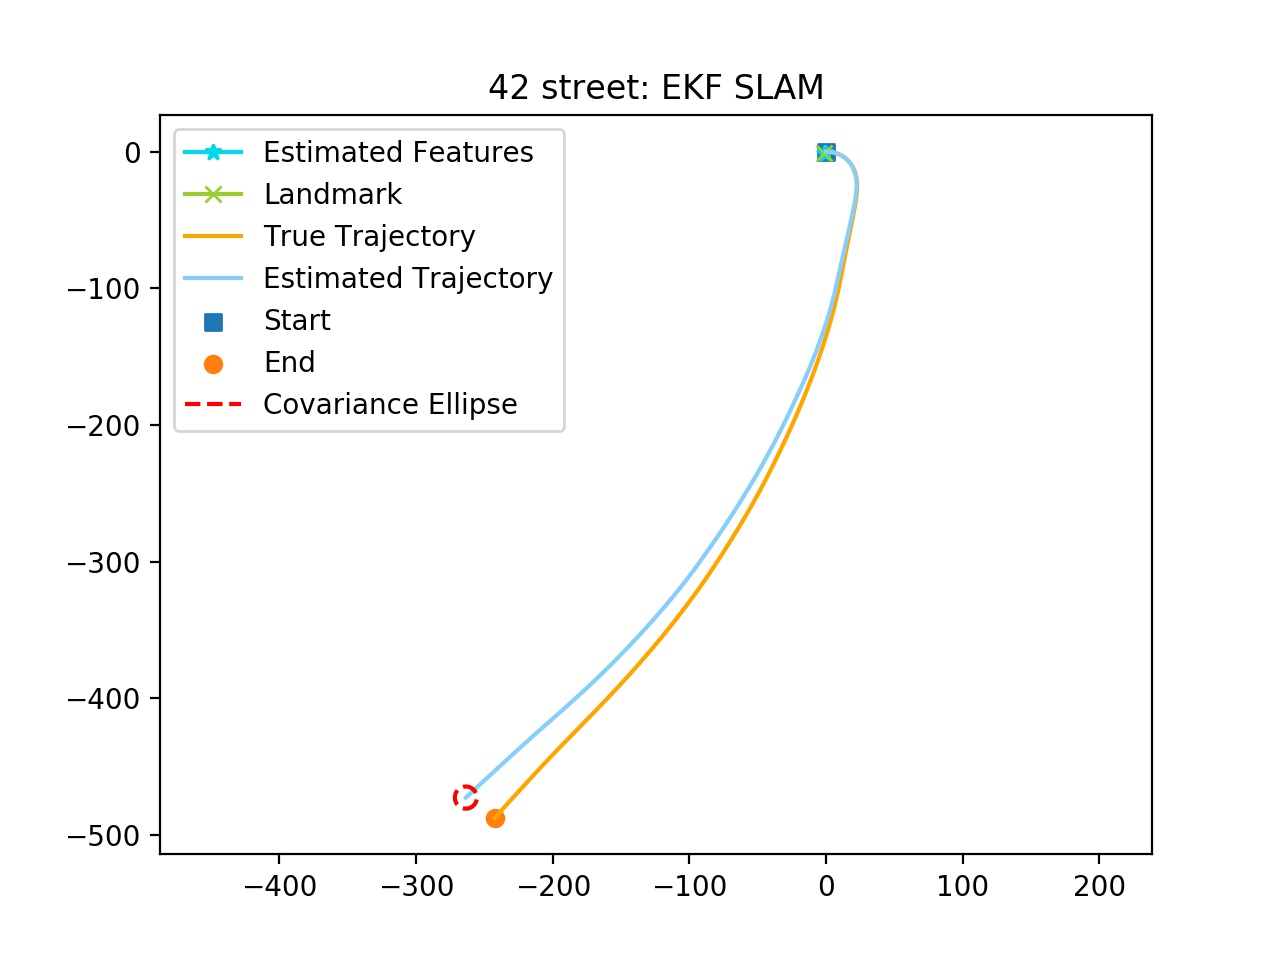 42 street: EKF SLAM
Estimated Features
Landmark
True Trajectory
Estimated Trajectory
Start
End
Covariance Ellipse
0
−100
−200
−300
−400
−500
−400 −300 −200 −100 0 100 200